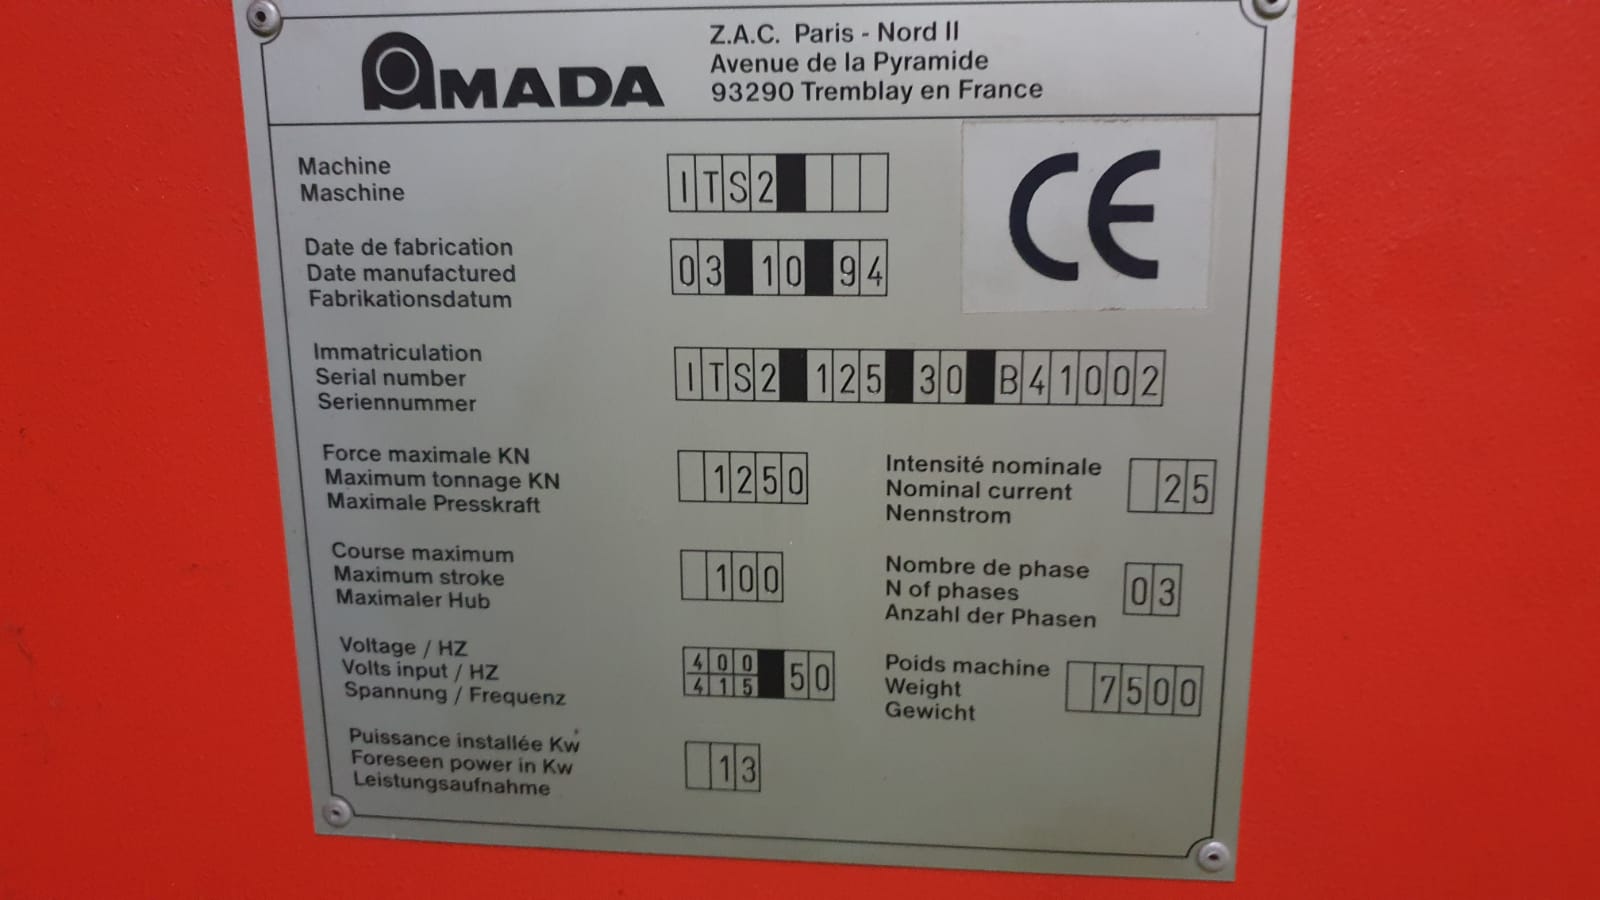 AMADA
Z.A.C. Paris - Nord II
Avenue de la Pyramide
93290 Tremblay en France
Machine
Maschine
ITS2
CE
Date de fabrication
Date manufactured
Fabrikationsdatum
03 10 94
Immatriculation
Serial number
Seriennummer
ITS2 125 30 B41002
Force maximale KN
Maximum tonnage KN
Maximale Presskraft
1250
Intensité nominale
Nominal current
Nennstrom
25
Course maximum
Maximum stroke
Maximaler Hub
100
Nombre de phase
N of phases
Anzahl der Phasen
03
Voltage / HZ
Volts input / HZ
Spannung / Frequenz
400
415
50
Poids machine
Weight
Gewicht
7500
Puissance installée Kw
Foreseen power in Kw
Leistungsaufnahme
13